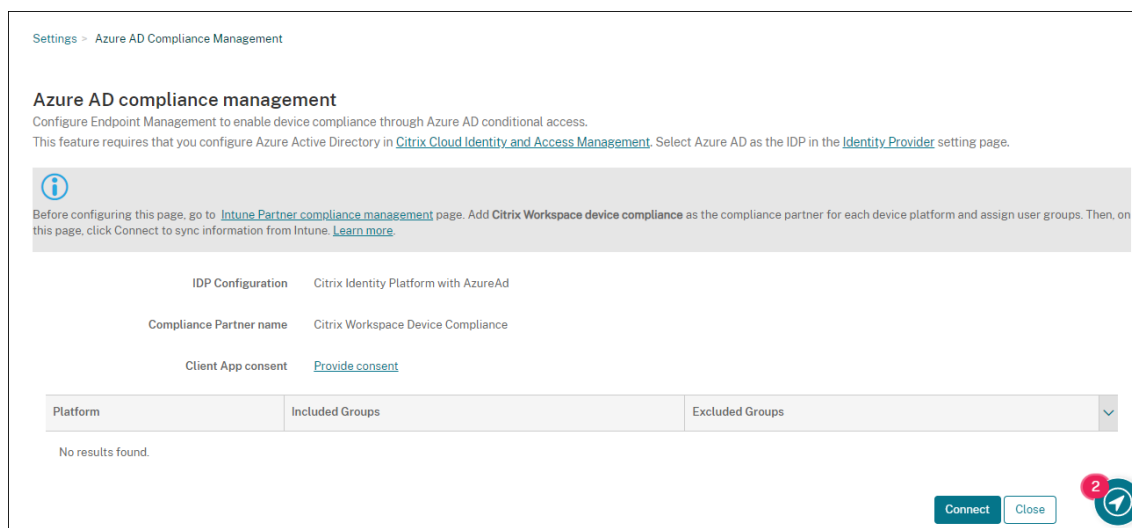 Settings > Azure AD Compliance Management
Azure AD compliance management
Configure Endpoint Management to enable device compliance through Azure AD conditional access.
This feature requires that you configure Azure Active Directory in Citrix Cloud Identity and Access Management. Select Azure AD as the IDP in the Identity Provider setting page.
Before configuring this page, go to Intune Partner compliance management page. Add Citrix Workspace device compliance as the compliance partner for each device platform and assign user groups. Then, on
this page, click Connect to sync information from Intune. Learn more.
IDP Configuration Citrix Identity Platform with AzureAd
Compliance Partner name Citrix Workspace Device Compliance
Client App consent Provide consent
Platform Included Groups Excluded Groups
No results found.
2
Connect Close